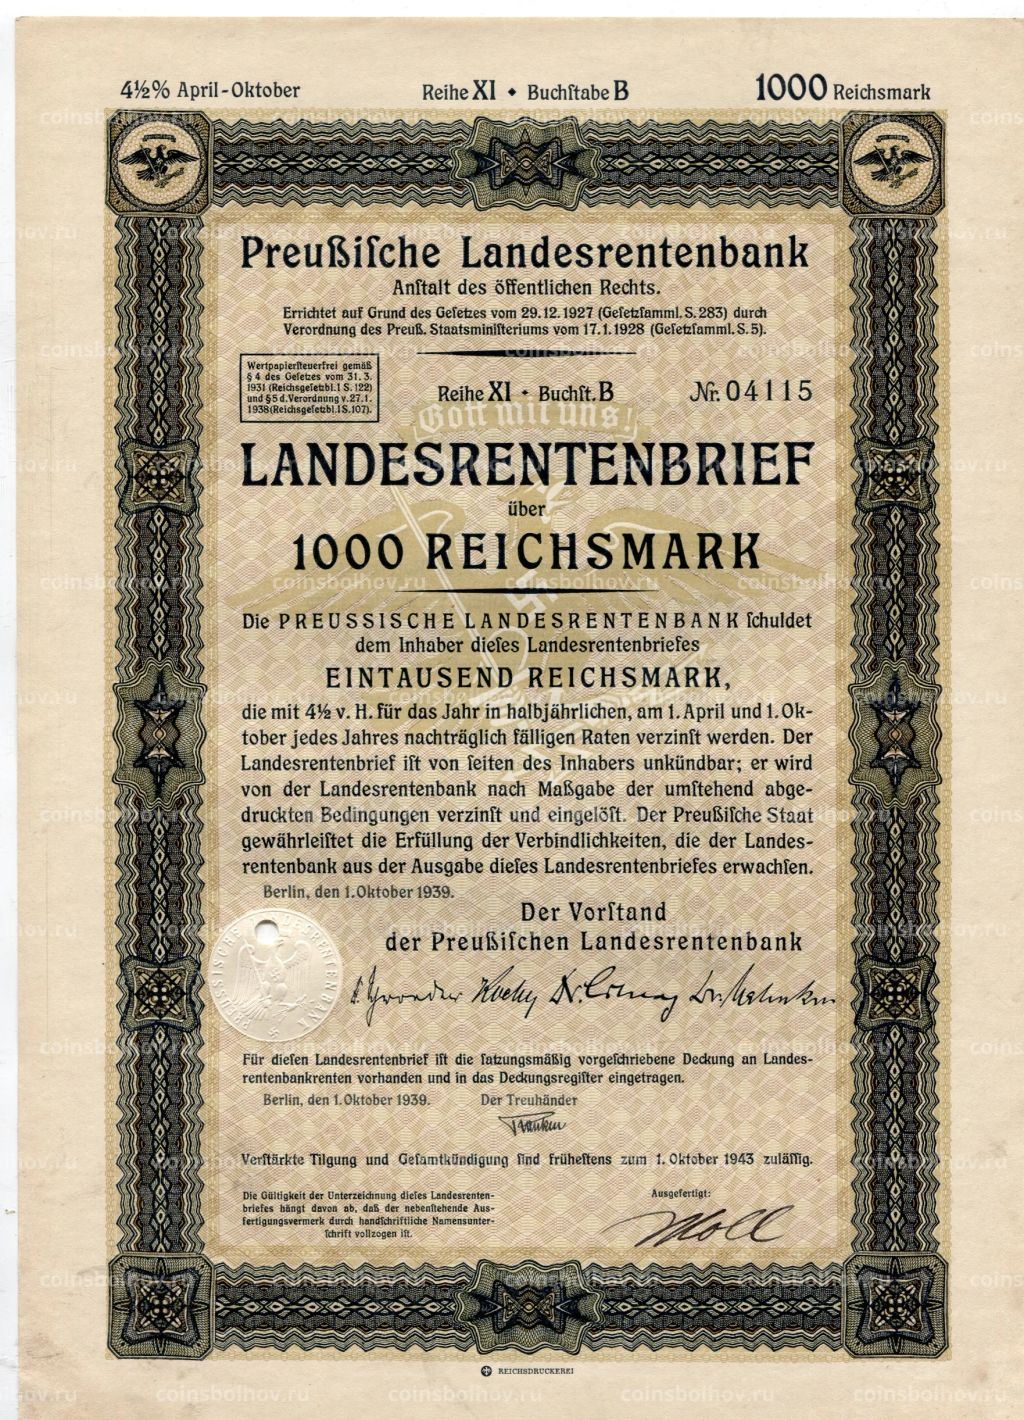 4½% April-Oktober Reihe XI • Buchſtabe B 1000 Reichsmark
Preußiſche Landesrentenbank
Anſtalt des öffentlichen Rechts.
Errichtet auf Grund des Geſetzes vom 29.12.1927 (Geſetzſamml. S. 283) durch
Verordnung des Preuß. Staatsminiſteriums vom 17.1.1928 (Geſetzſamml. S. 5).
Wertpapierſteuerfrei gemäß
§ 4 des Geſetzes vom 31. 3.
1931 (Reichsgeſetzbl. I S. 122)
und § 5 d. Verordnung v. 27.1.
1938 (Reichsgeſetzbl. I S. 107).
Reihe XI • Buchſt. B Nr. 04115
Gott mit uns!
LANDESRENTENBRIEF
über
1000 REICHSMARK
Die PREUSSISCHE LANDESRENTENBANK ſchuldet
dem Inhaber dieſes Landesrentenbriefes
EINTAUSEND REICHSMARK,
die mit 4½ v. H. für das Jahr in halbjährlichen, am 1. April und 1. Ok-
tober jedes Jahres nachträglich fälligen Raten verzinſt werden. Der
Landesrentenbrief iſt von ſeiten des Inhabers unkündbar; er wird
von der Landesrentenbank nach Maßgabe der umſtehend abge-
druckten Bedingungen verzinſt und eingelöſt. Der Preußiſche Staat
gewährleiſtet die Erfüllung der Verbindlichkeiten, die der Landes-
rentenbank aus der Ausgabe dieſes Landesrentenbriefes erwachſen.
Berlin, den 1. Oktober 1939.
Der Vorſtand
der Preußiſchen Landesrentenbank
PREUSSISCHE LANDESRENTENBANK
Für dieſen Landesrentenbrief iſt die ſatzungsmäßig vorgeſchriebene Deckung an Landes-
rentenbankrenten vorhanden und in das Deckungsregiſter eingetragen.
Berlin, den 1. Oktober 1939. Der Treuhänder
Verſtärkte Tilgung und Geſamtkündigung ſind früheſtens zum 1. Oktober 1943 zuläſſig.
Die Gültigkeit der Unterzeichnung dieſes Landesrenten-
briefes hängt davon ab, daß der nebenſtehende Aus-
fertigungsvermerk durch handſchriftliche Namensunter-
ſchrift vollzogen iſt.
Ausgefertigt:
Moll
REICHSDRUCKEREI
coinsbolhov.ru